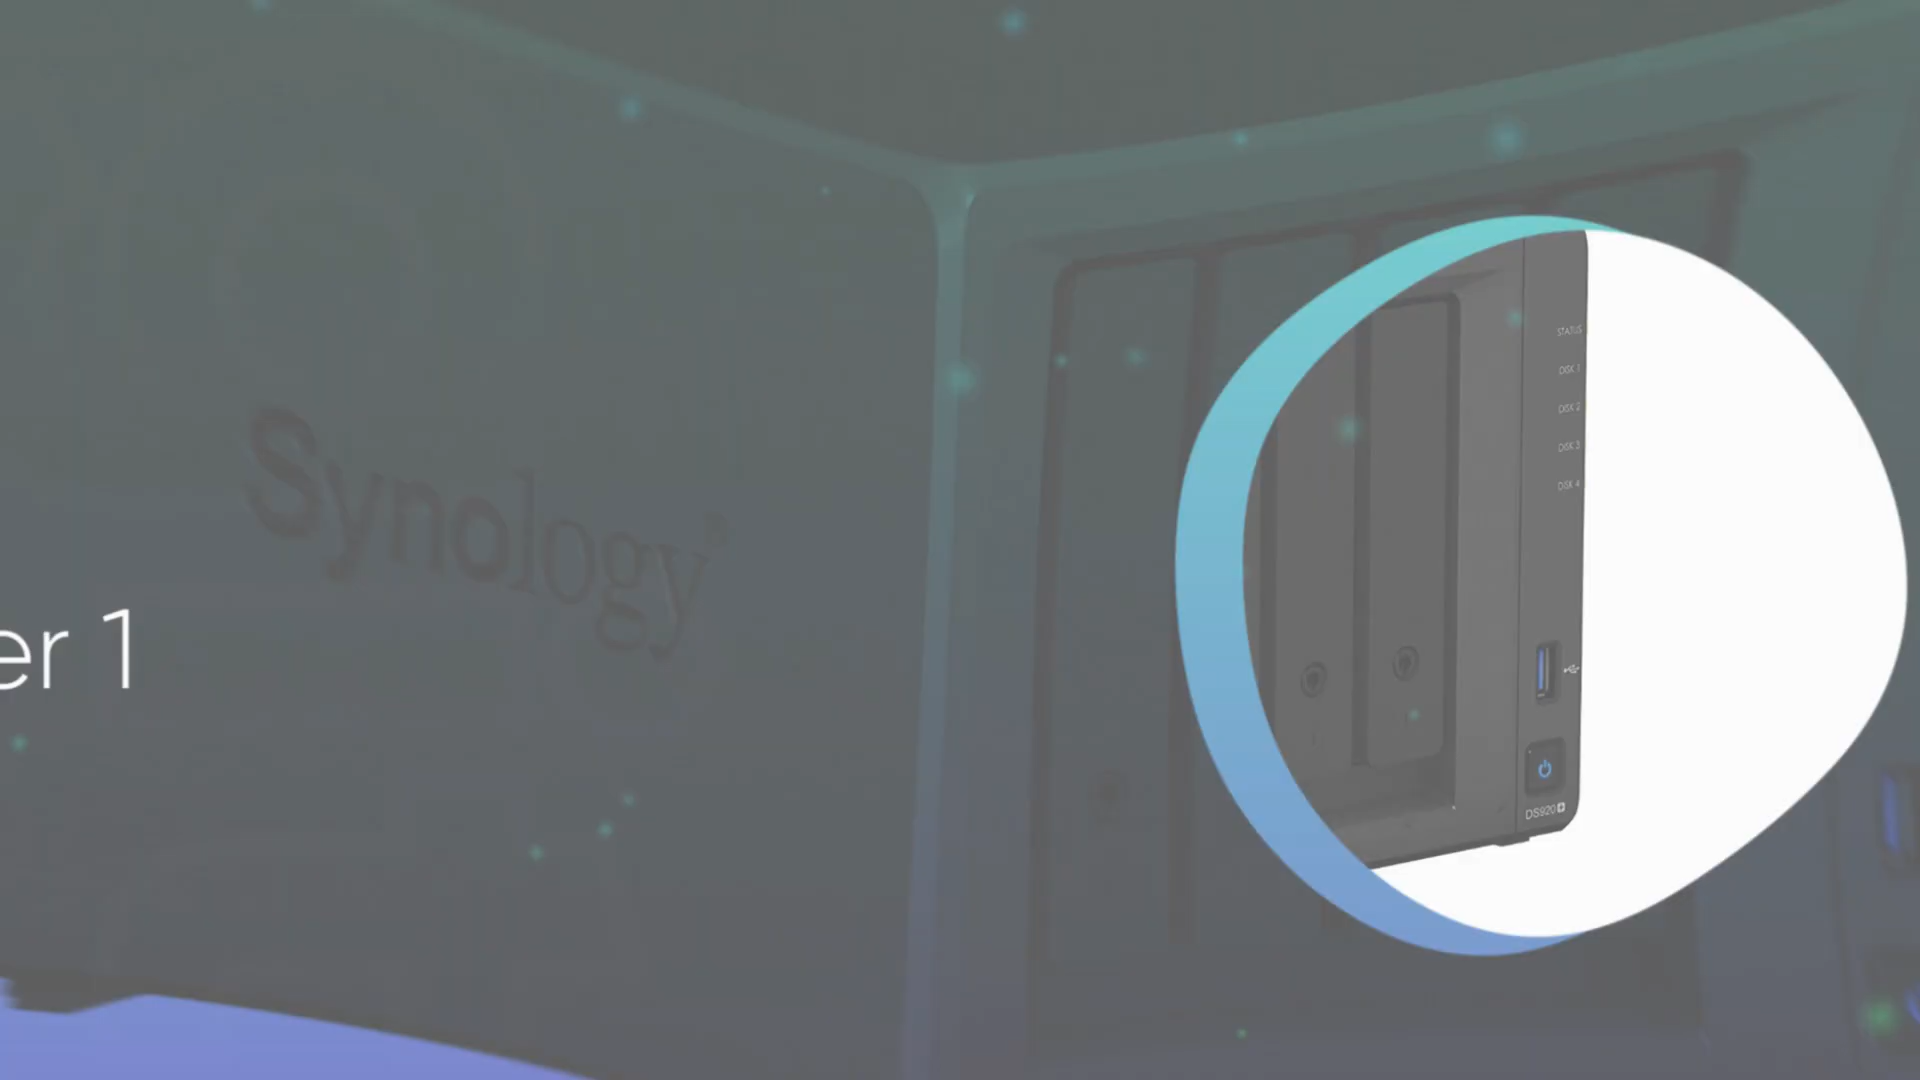 Synology®
er 1
STATUS
DISK 1
DISK 2
DISK 3
DISK 4
DS920+